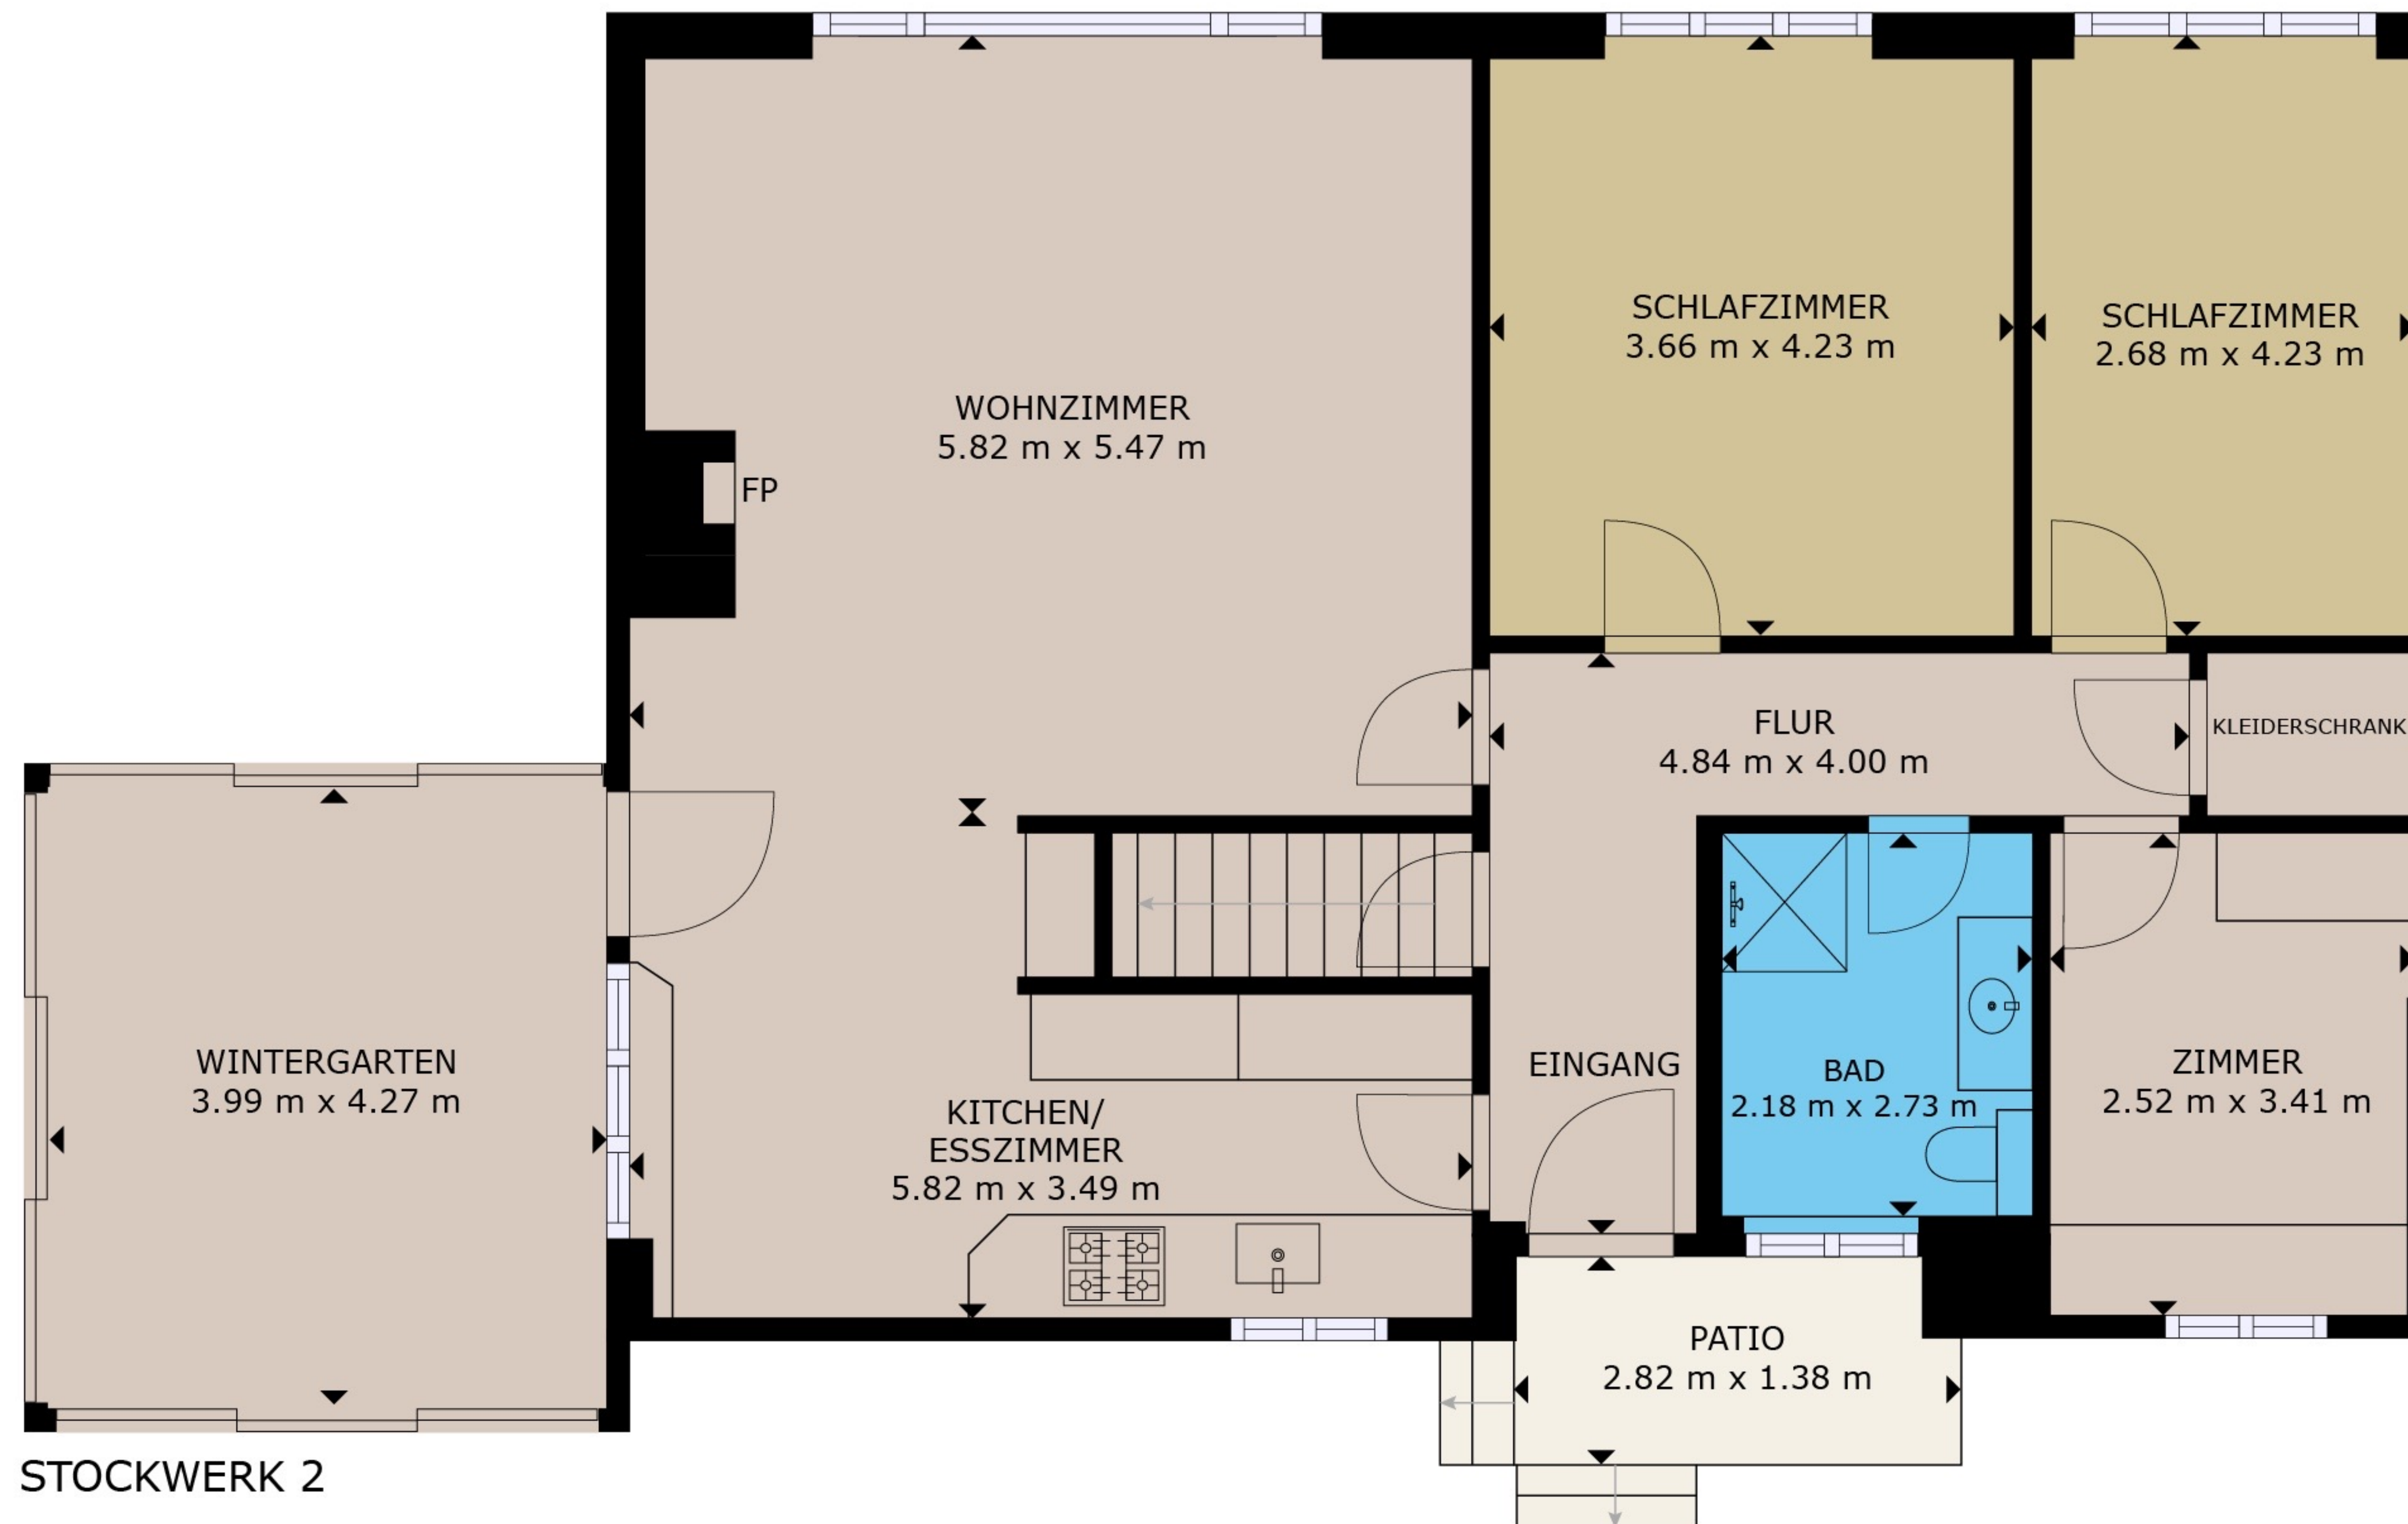 SCHLAFZIMMER
3.66 m x 4.23 m
SCHLAFZIMMER
2.68 m x 4.23 m
WOHNZIMMER
5.82 m x 5.47 m
FP
FLUR
4.84 m x 4.00 m
KLEIDERSCHRANK
WINTERGARTEN
3.99 m x 4.27 m
KITCHEN/
ESSZIMMER
5.82 m x 3.49 m
EINGANG
BAD
2.18 m x 2.73 m
ZIMMER
2.52 m x 3.41 m
PATIO
2.82 m x 1.38 m
STOCKWERK 2